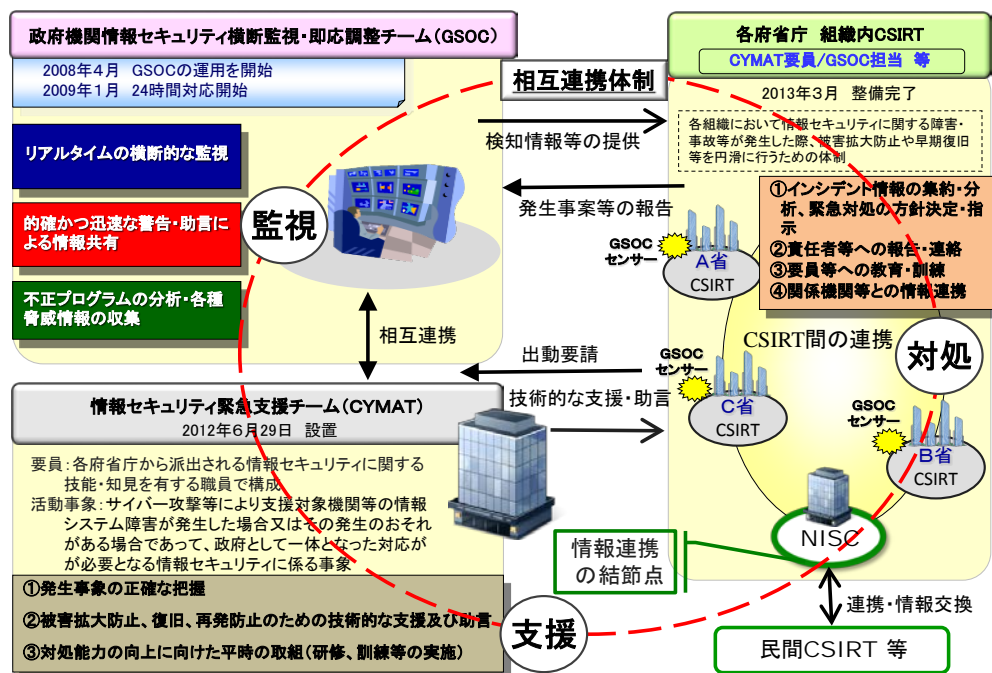 政府機関情報セキュリティ横断監視・即応調整チーム（GSOC）
2008年4月 GSOCの運用を開始
2009年1月 24時間対応開始
リアルタイムの横断的な監視
的確かつ迅速な警告・助言に
よる情報共有
不正プログラムの分析・各種
脅威情報の収集
監視
相互連携体制
検知情報等の提供
発生事案等の報告
相互連携
出動要請
技術的な支援・助言
各府省庁 組織内CSIRT
CYMAT要員/GSOC担当 等
2013年3月 整備完了
各組織において情報セキュリティに関する障害・
事故等が発生した際、被害拡大防止や早期復旧
等を円滑に行うための体制
①インシデント情報の集約・分
析、緊急対処の方針決定・指
示
②責任者等への報告・連絡
③要員等への教育・訓練
④関係機関等との情報連携
GSOC
センサー
A省
CSIRT
CSIRT間の連携
対処
GSOC
センサー
C省
CSIRT
GSOC
センサー
B省
CSIRT
NISC
情報連携
の結節点
連携・情報交換
民間CSIRT 等
情報セキュリティ緊急支援チーム（CYMAT）
2012年6月29日 設置
要員：各府省庁から派出される情報セキュリティに関する
技能・知見を有する職員で構成
活動事象：サイバー攻撃等により支援対象機関等の情報
システム障害が発生した場合又はその発生のおそれ
がある場合であって、政府として一体となった対応が
が必要となる情報セキュリティに係る事象
①発生事象の正確な把握
②被害拡大防止、復旧、再発防止のための技術的な支援及び助言
③対処能力の向上に向けた平時の取組（研修、訓練等の実施）
支援